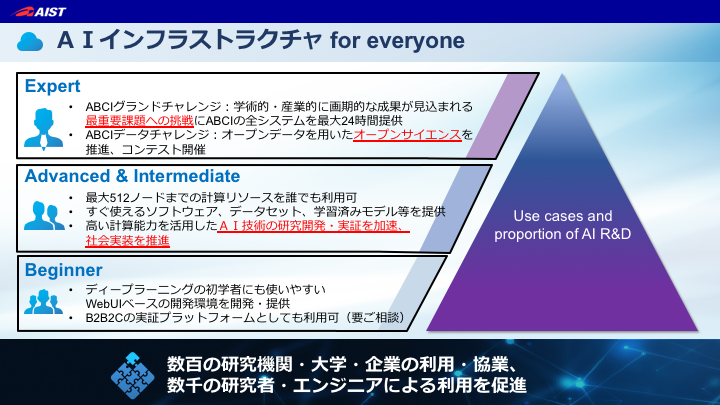 AIST
ＡＩインフラストラクチャ for everyone
Expert
• ABCIグランドチャレンジ：学術的・産業的に画期的な成果が見込まれる
最重要課題への挑戦にABCIの全システムを最大24時間提供
• ABCIデータチャレンジ：オープンデータを用いたオープンサイエンスを
推進、コンテスト開催
Advanced & Intermediate
• 最大512ノードまでの計算リソースを誰でも利用可
• すぐ使えるソフトウェア、データセット、学習済みモデル等を提供
• 高い計算能力を活用したＡＩ技術の研究開発・実証を加速、
社会実装を推進
Beginner
• ディープラーニングの初学者にも使いやすい
WebUIベースの開発環境を開発・提供
• B2B2Cの実証プラットフォームとしても利用可（要ご相談）
Use cases and
proportion of AI R&D
数百の研究機関・大学・企業の利用・協業、
数千の研究者・エンジニアによる利用を促進